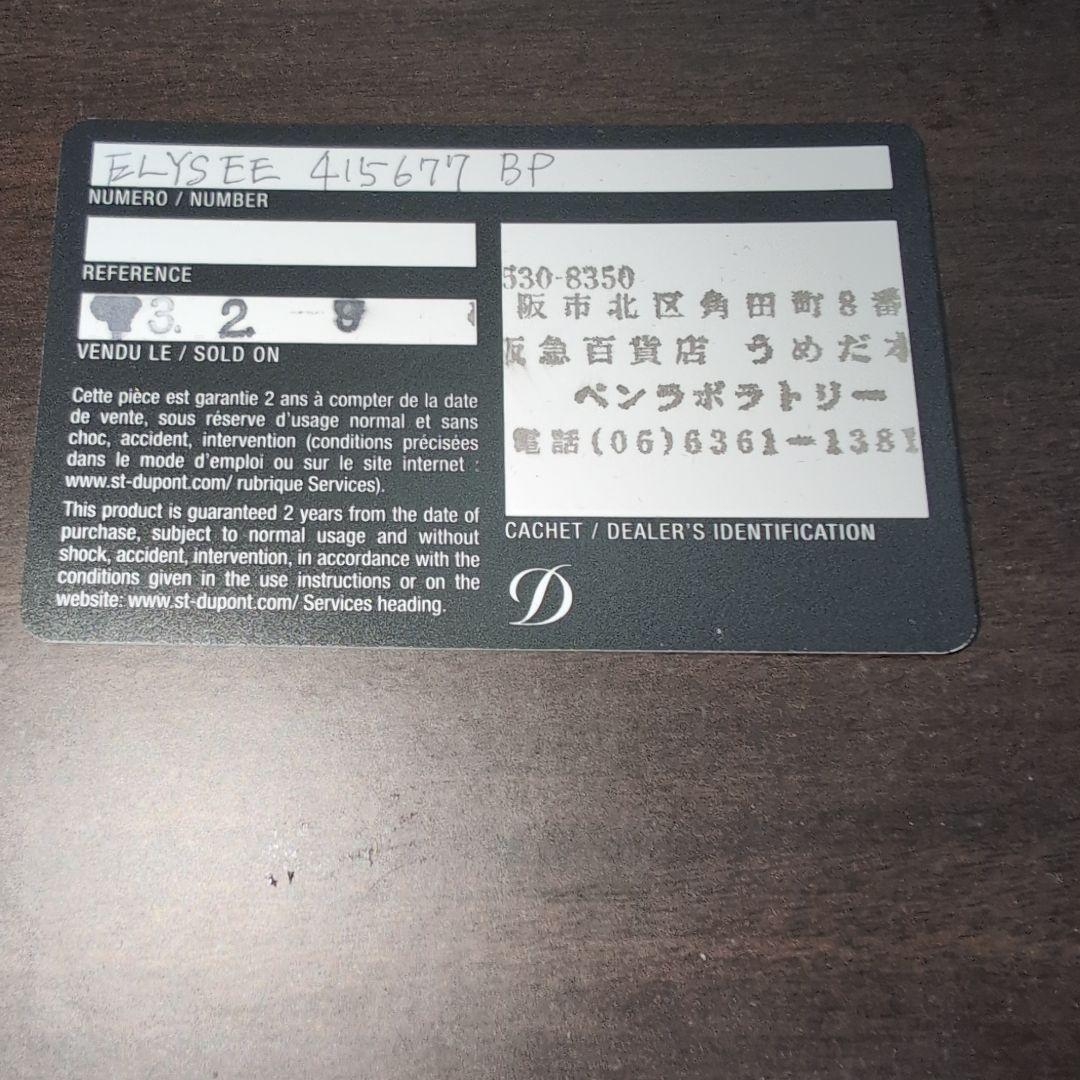 ELYSEE 415677 BP
NUMERO / NUMBER
REFERENCE
3. 2.
VENDU LE / SOLD ON
Cette pièce est garantie 2 ans à compter de la date
de vente, sous réserve d'usage normal et sans
choc, accident, intervention (conditions précisées
dans le mode d'emploi ou sur le site internet :
www.st-dupont.com/ rubrique Services).
This product is guaranteed 2 years from the date of
purchase, subject to normal usage and without
shock, accident, intervention, in accordance with the
conditions given in the use instructions or on the
website: www.st-dupont.com/ Services heading.
530-8350
阪市北区角田町8番
阪急百貨店 うめだ本
ペンラボラトリー
電話(06)6361-1381
CACHET / DEALER'S IDENTIFICATION
D